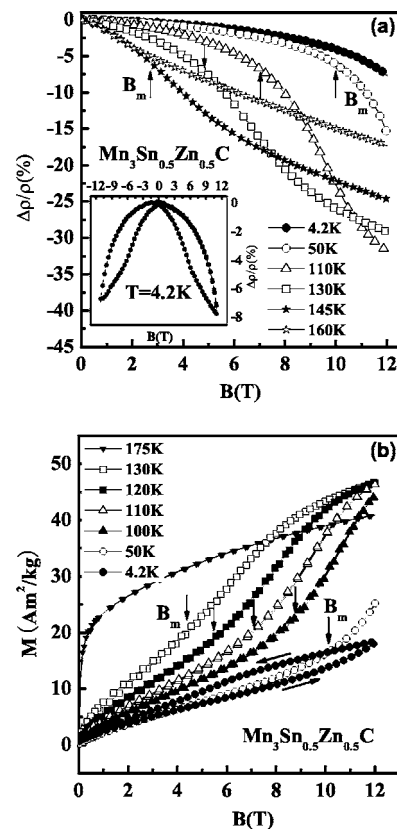 (a)
0
-5
-10
-15
-20
-25
-30
-35
-40
-45
Δρ/ρ(%)
B_m
B_m
Mn₃Sn₀.₅Zn₀.₅C
-12 -9 -6 -3 0 3 6 9 12
0
-2
-4
-6
-8
Δρ/ρ(%)
T=4.2K
B(T)
4.2K
50K
110K
130K
145K
160K
0 2 4 6 8 10 12
B(T)
(b)
50
40
30
20
10
0
M (Am²/kg)
175K
130K
120K
110K
100K
50K
4.2K
B_m
B_m
Mn₃Sn₀.₅Zn₀.₅C
0 2 4 6 8 10 12
B(T)